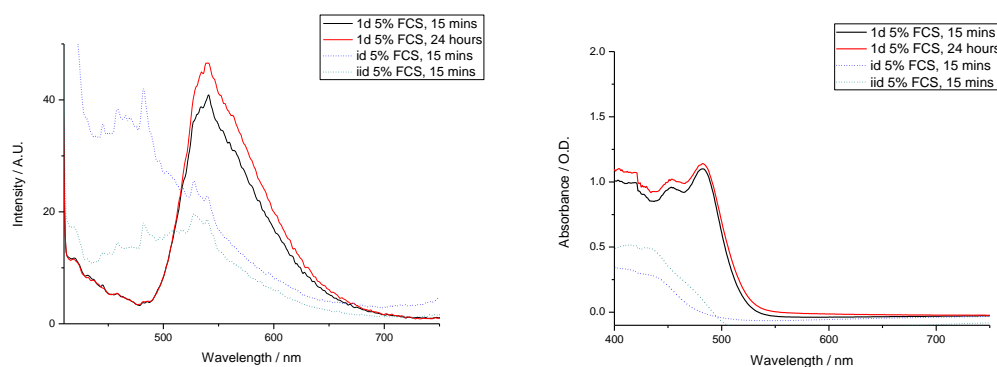 1d 5% FCS, 15 mins
1d 5% FCS, 24 hours
id 5% FCS, 15 mins
iid 5% FCS, 15 mins
40
20
0
500
600
700
Intensity / A.U.
Wavelength / nm
1d 5% FCS, 15 mins
1d 5% FCS, 24 hours
id 5% FCS, 15 mins
iid 5% FCS, 15 mins
2.0
1.5
1.0
0.5
0.0
400
500
600
700
Absorbance / O.D.
Wavelength / nm